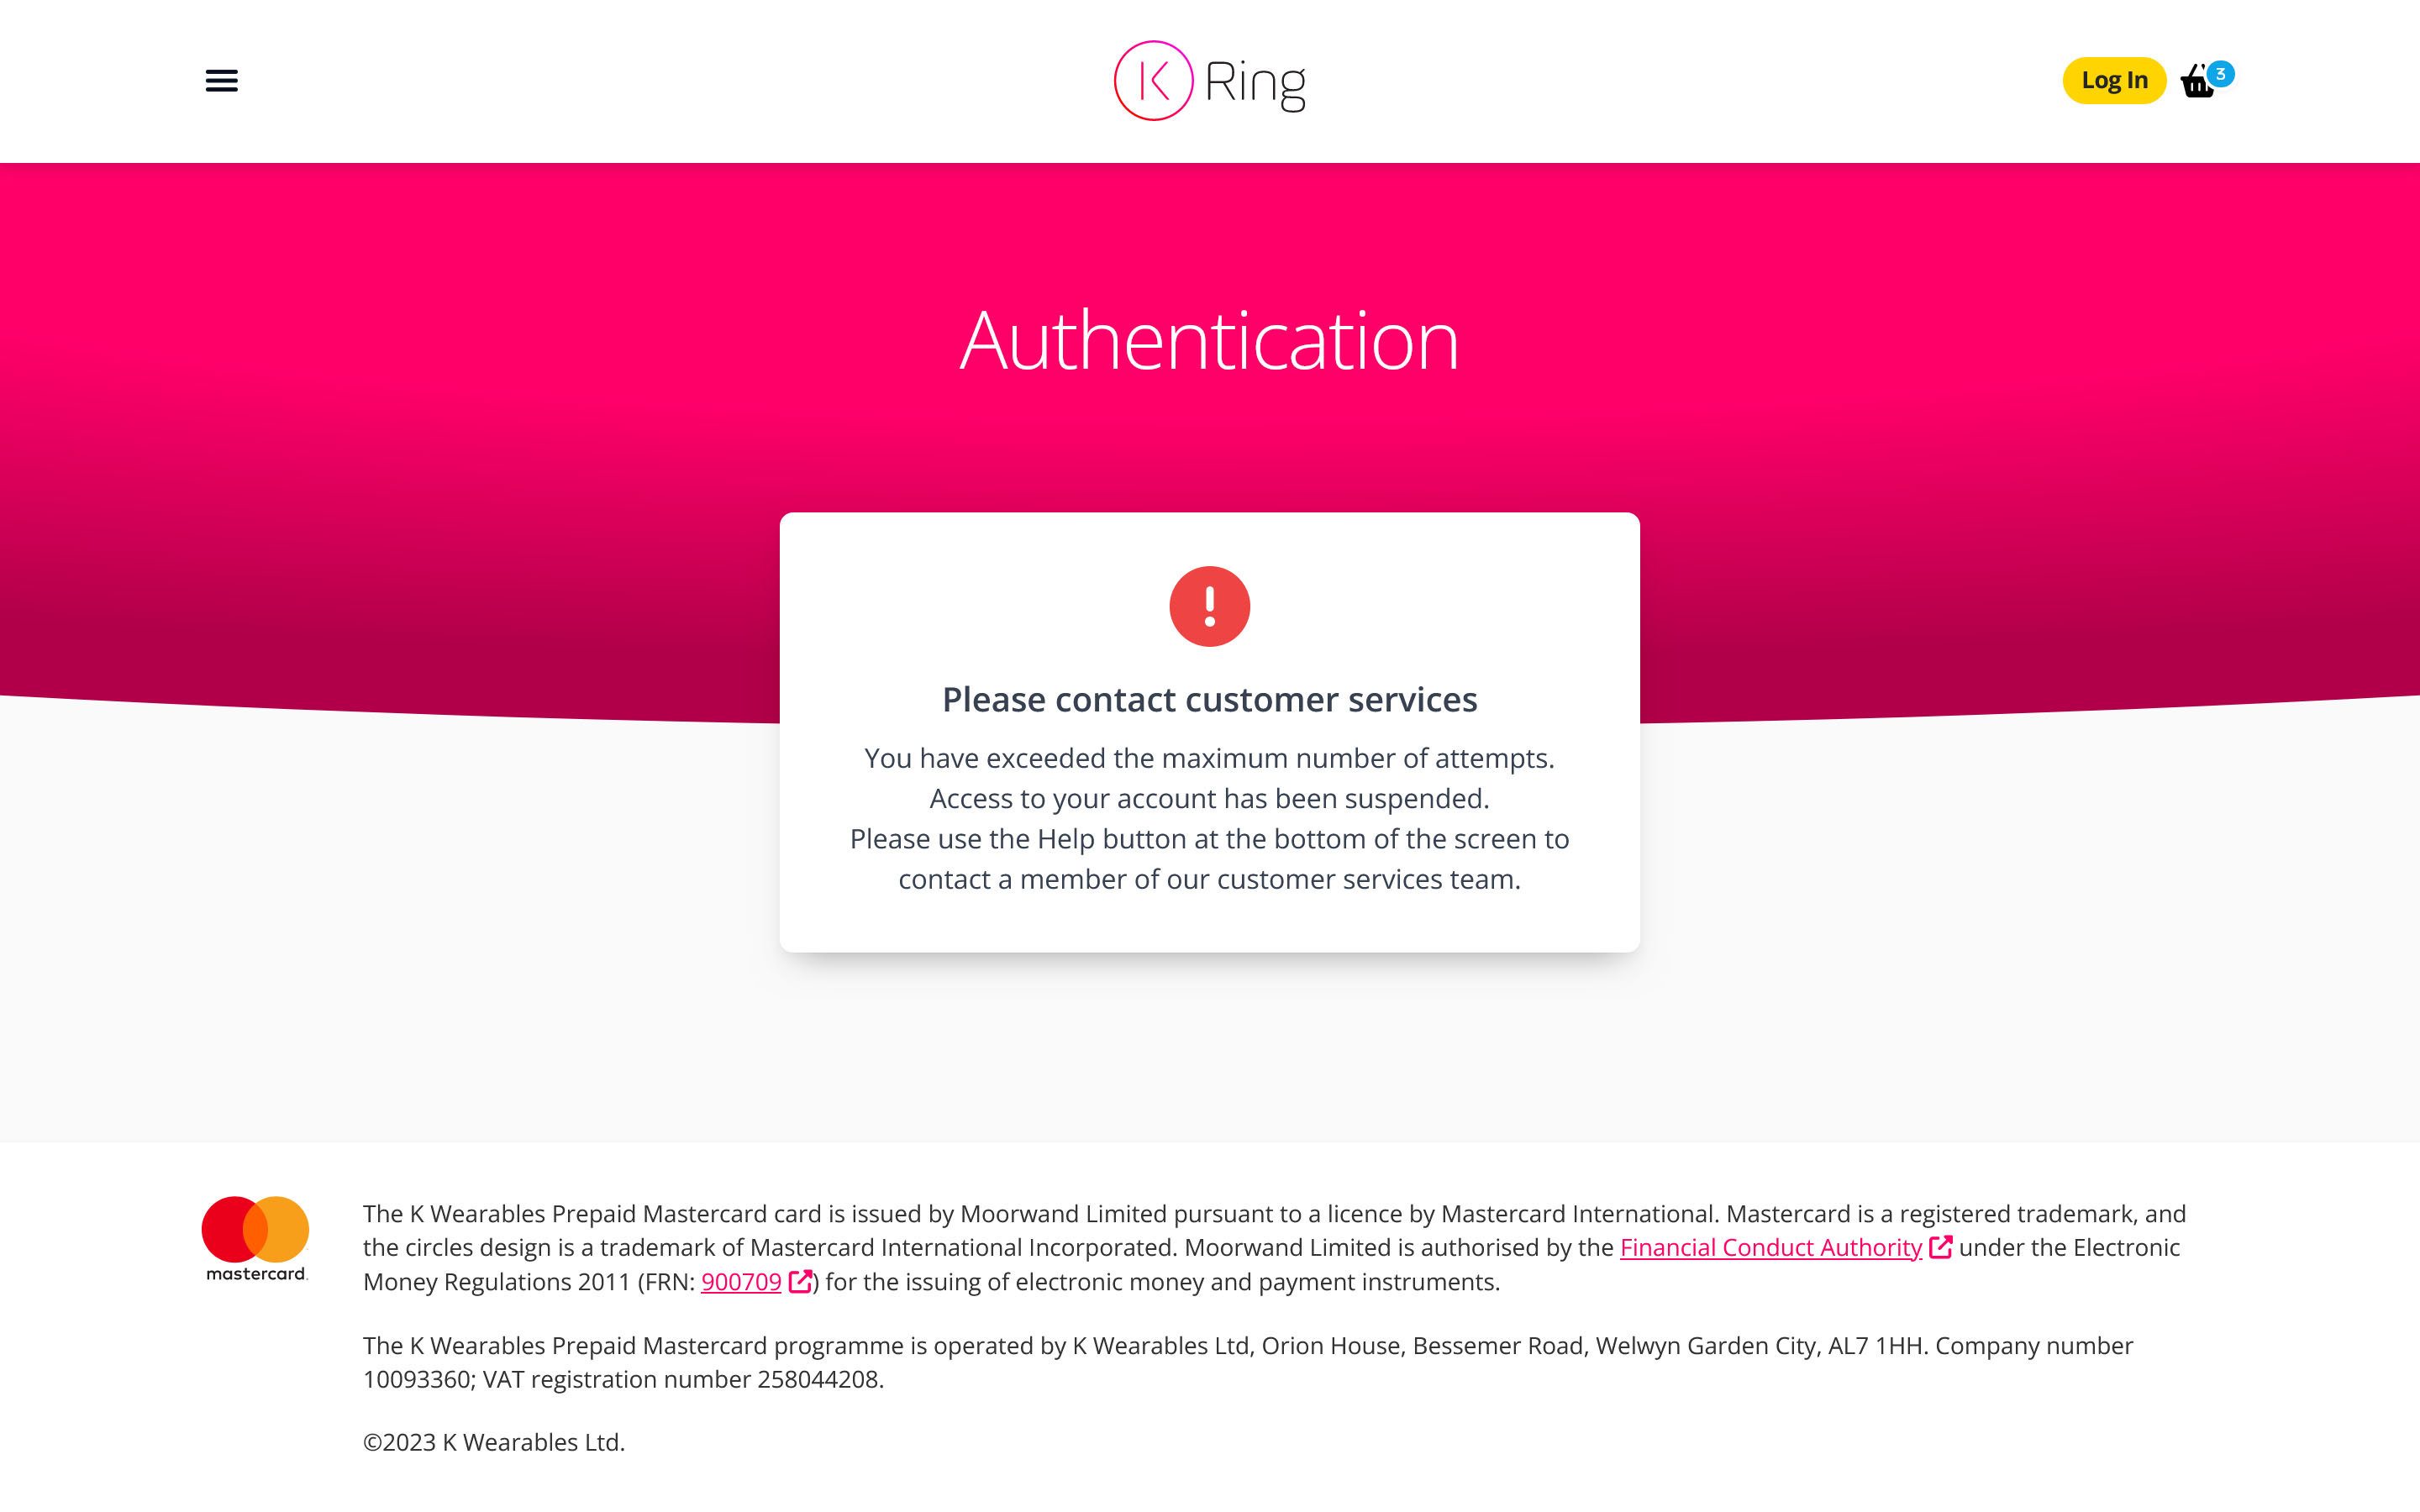 K Ring
Log In
3
Authentication
Please contact customer services
You have exceeded the maximum number of attempts.
Access to your account has been suspended.
Please use the Help button at the bottom of the screen to
contact a member of our customer services team.
mastercard.
The K Wearables Prepaid Mastercard card is issued by Moorwand Limited pursuant to a licence by Mastercard International. Mastercard is a registered trademark, and
the circles design is a trademark of Mastercard International Incorporated. Moorwand Limited is authorised by the Financial Conduct Authority under the Electronic
Money Regulations 2011 (FRN: 900709 ) for the issuing of electronic money and payment instruments.
The K Wearables Prepaid Mastercard programme is operated by K Wearables Ltd, Orion House, Bessemer Road, Welwyn Garden City, AL7 1HH. Company number
10093360; VAT registration number 258044208.
©2023 K Wearables Ltd.